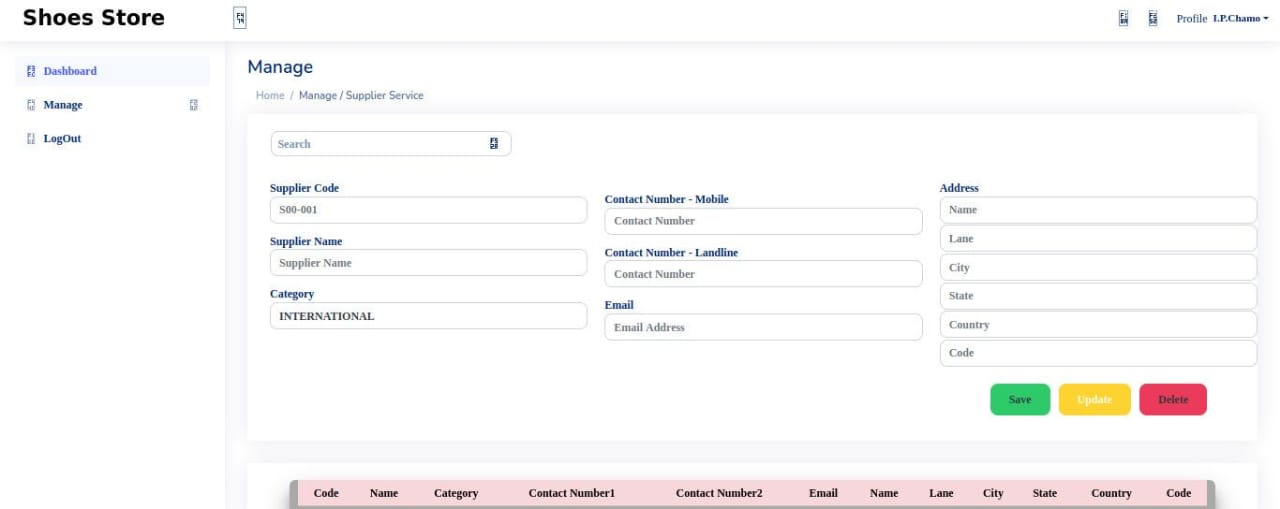 Shoes Store
Profile I.P.Chamo
Dashboard
Manage
LogOut
Manage
Home / Manage / Supplier Service
Search
Supplier Code
S00-001
Supplier Name
Supplier Name
Category
INTERNATIONAL
Contact Number - Mobile
Contact Number
Contact Number - Landline
Contact Number
Email
Email Address
Address
Name
Lane
City
State
Country
Code
Save Update Delete
Code Name Category Contact Number1 Contact Number2 Email Name Lane City State Country Code